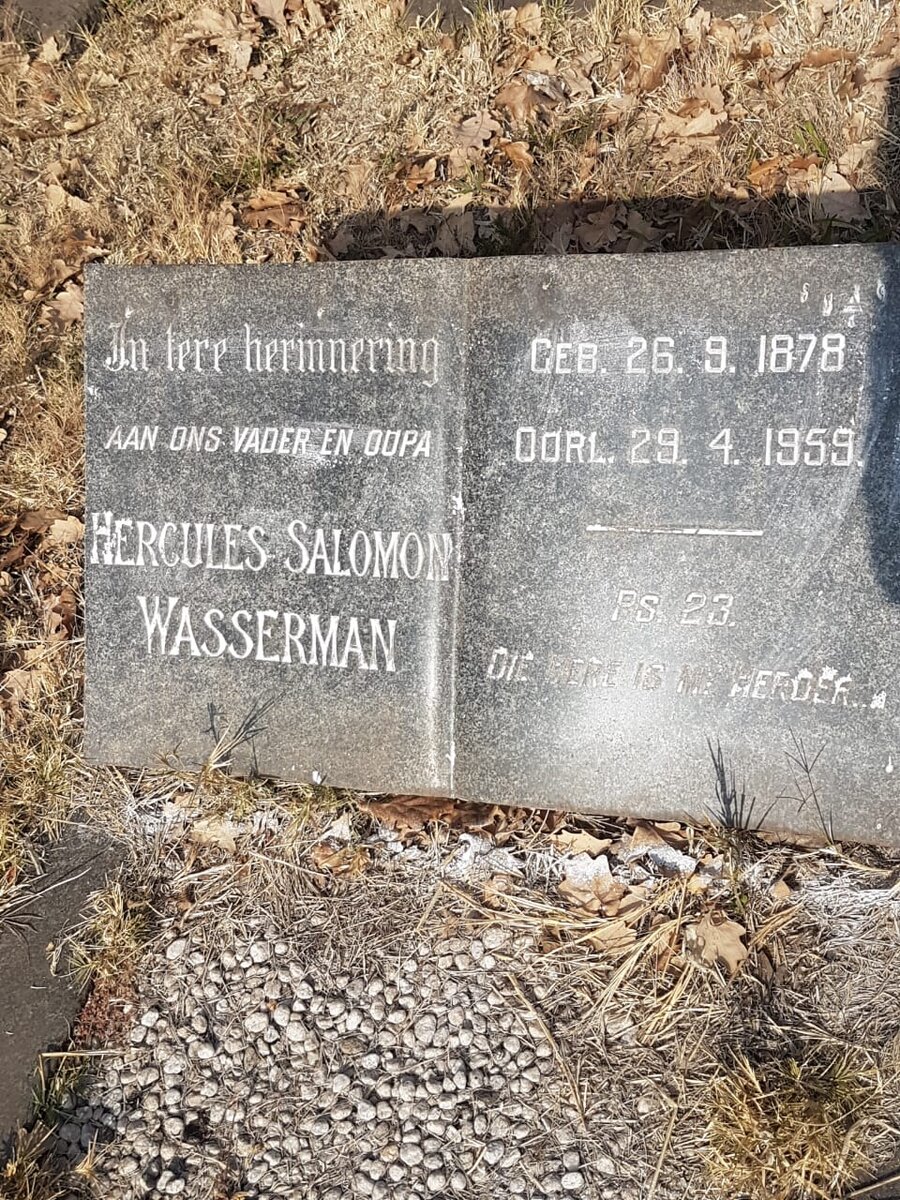 In tere herinnering
AAN ONS VADER EN OUPA
HERCULES SALOMON
WASSERMAN
GEB. 26. 9. 1878
OORL. 29. 4. 1959.
PS. 23.
DIE HERE IS MY HERDER...